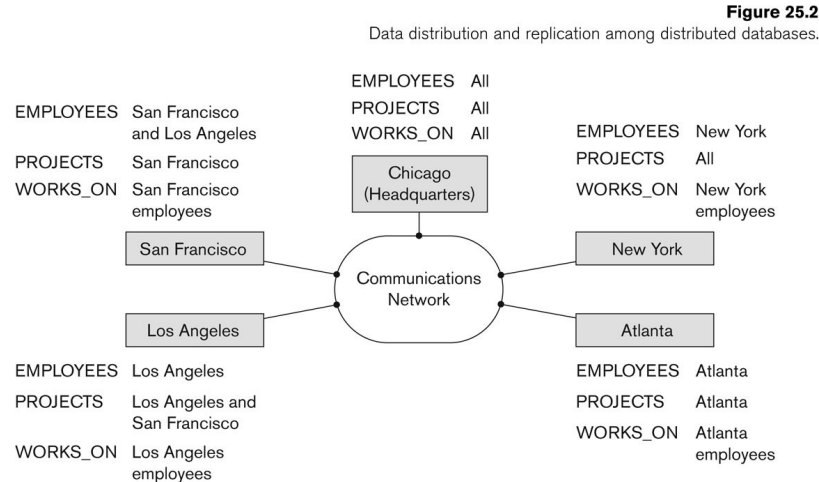 Figure 25.2
Data distribution and replication among distributed databases.
EMPLOYEES All
PROJECTS All
WORKS_ON All
Chicago
(Headquarters)
EMPLOYEES San Francisco
and Los Angeles
PROJECTS San Francisco
WORKS_ON San Francisco
employees
San Francisco
EMPLOYEES New York
PROJECTS All
WORKS_ON New York
employees
New York
Communications
Network
Los Angeles
EMPLOYEES Los Angeles
PROJECTS Los Angeles and
San Francisco
WORKS_ON Los Angeles
employees
Atlanta
EMPLOYEES Atlanta
PROJECTS Atlanta
WORKS_ON Atlanta
employees